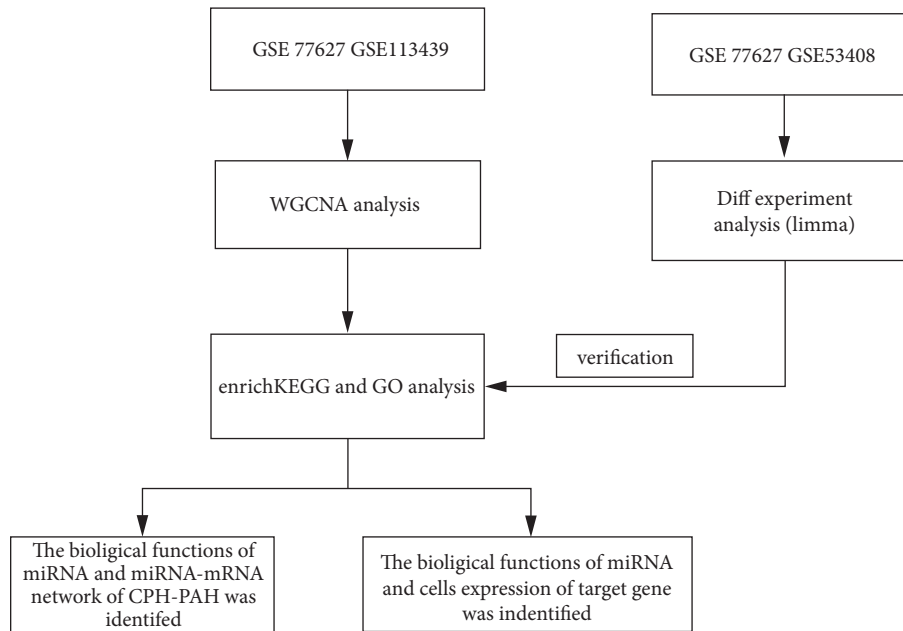 GSE 77627 GSE113439
GSE 77627 GSE53408
WGCNA analysis
Diff experiment
analysis (limma)
verification
enrichKEGG and GO analysis
The bioligical functions of
miRNA and miRNA-mRNA
network of CPH-PAH was
identifed
The bioligical functions of miRNA
and cells expression of target gene
was indentified